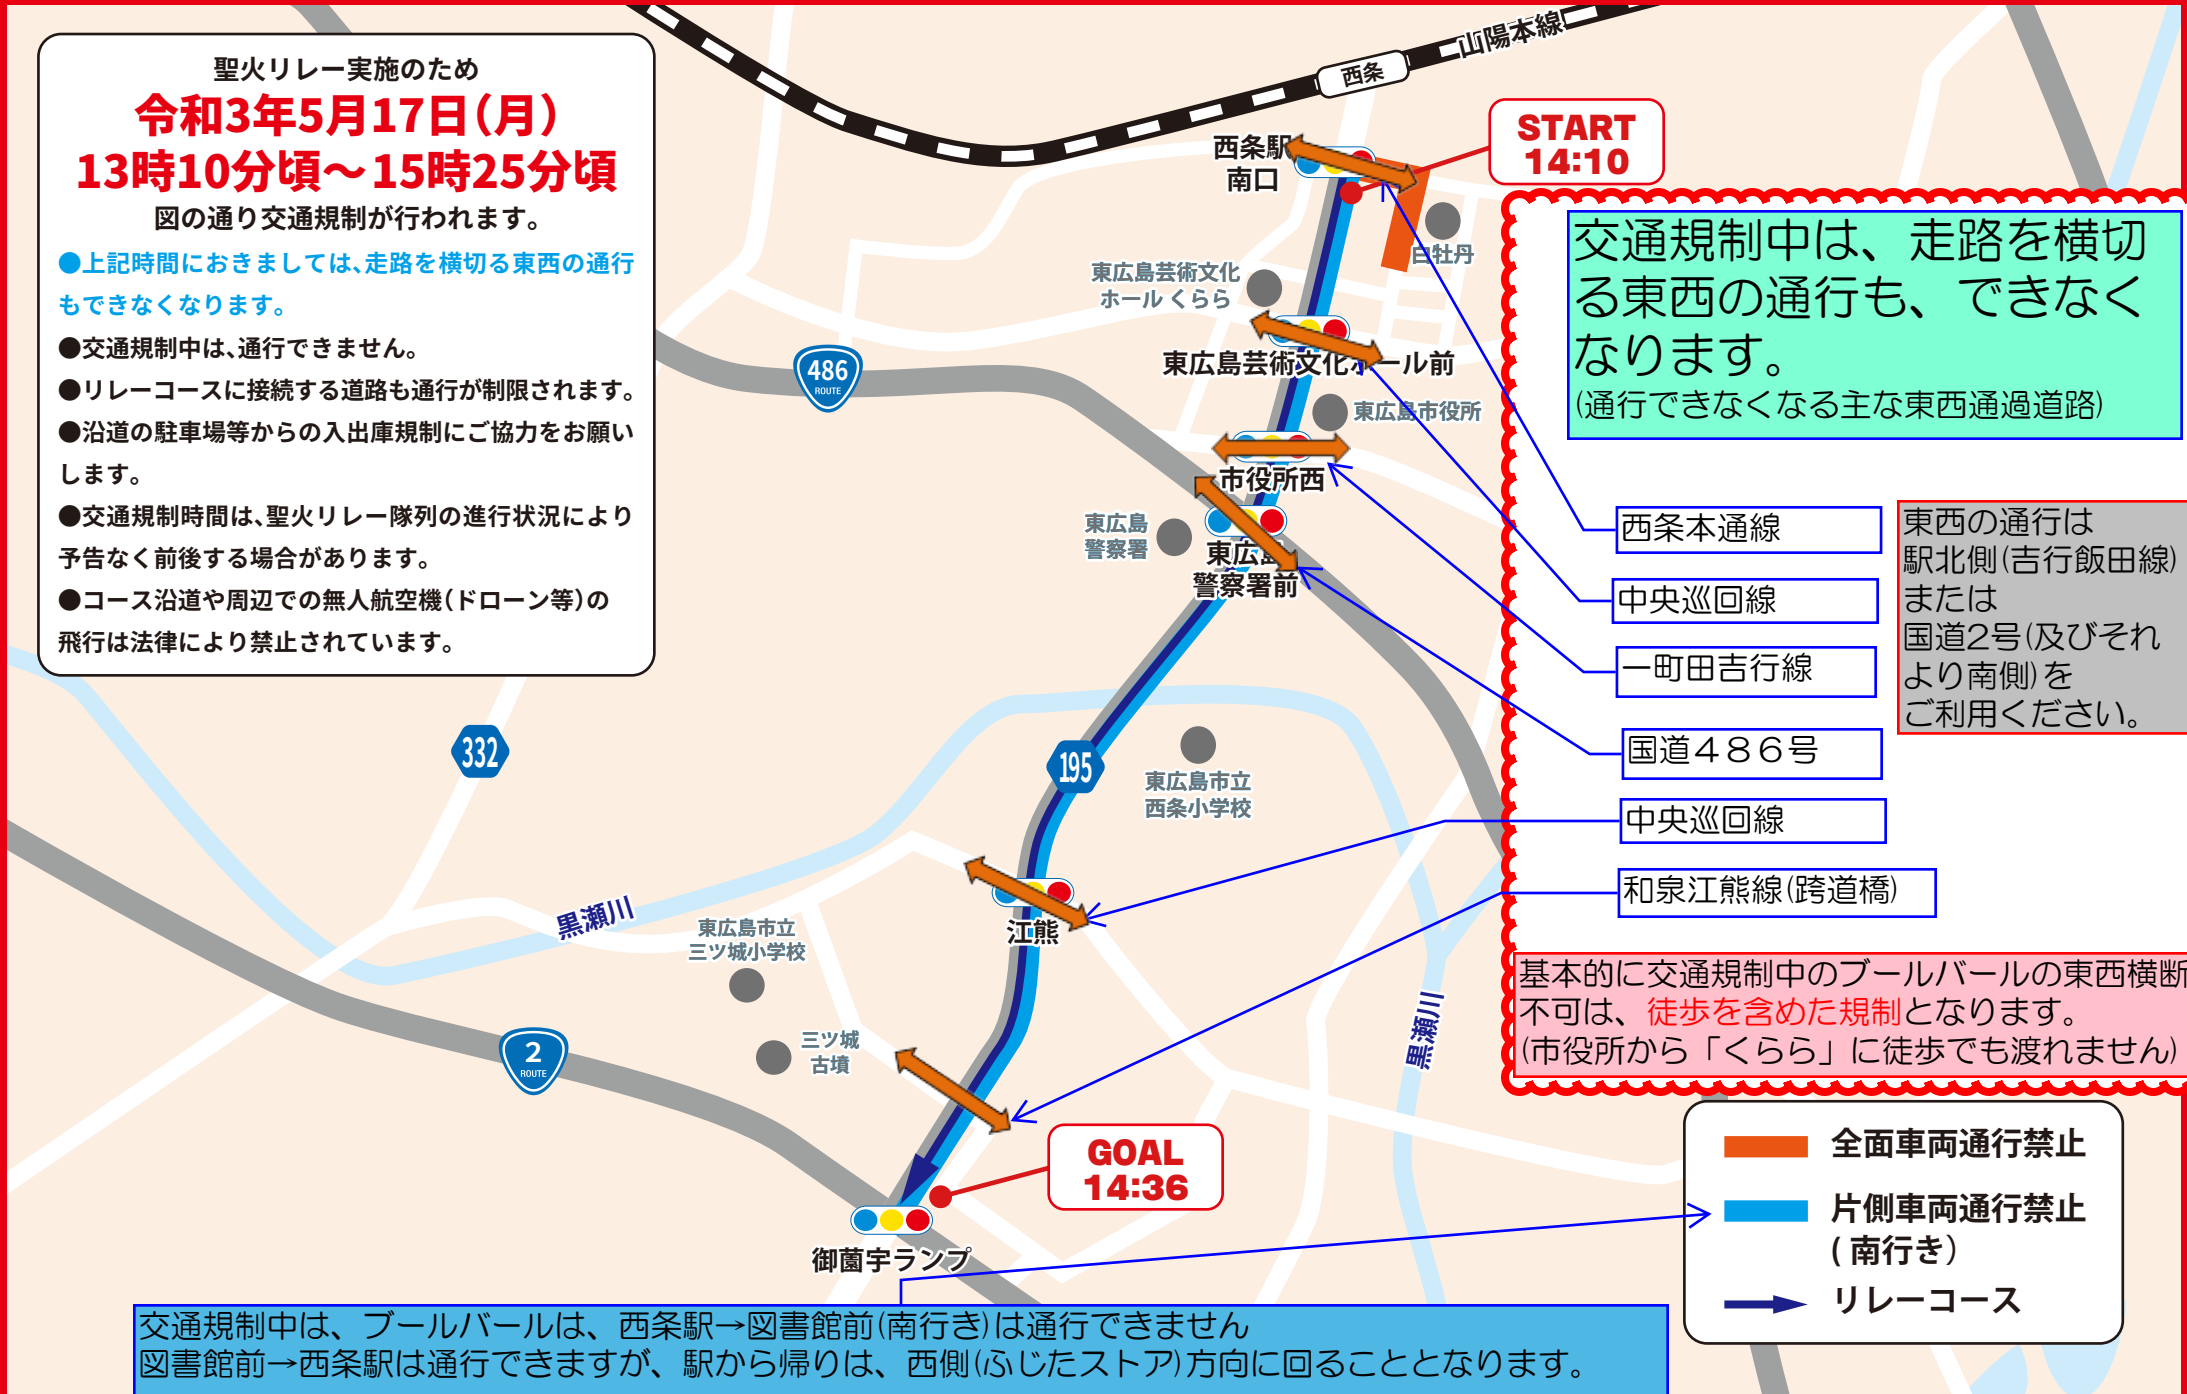 聖火リレー実施のため
令和3年5月17日(月)
13時10分頃～15時25分頃
図の通り交通規制が行われます。
●上記時間におきましては、走路を横切る東西の通行
もできなくなります。
●交通規制中は、通行できません。
●リレーコースに接続する道路も通行が制限されます。
●沿道の駐車場等からの入出庫規制にご協力をお願い
します。
●交通規制時間は、聖火リレー隊列の進行状況により
予告なく前後する場合があります。
●コース沿道や周辺での無人航空機(ドローン等)の
飛行は法律により禁止されています。
山陽本線
西条
START
14:10
西条駅
南口
白牡丹
東広島芸術文化
ホール くらら
東広島芸術文化ホール前
486
ROUTE
東広島市役所
市役所西
東広島
警察署
東広島
警察署前
332
195
東広島市立
西条小学校
黒瀬川
江熊
東広島市立
三ツ城小学校
三ツ城
古墳
2
ROUTE
黒瀬川
GOAL
14:36
御薗宇ランプ
交通規制中は、走路を横切
る東西の通行も、できなく
なります。
(通行できなくなる主な東西通過道路)
西条本通線
中央巡回線
一町田吉行線
国道４８６号
中央巡回線
和泉江熊線(跨道橋)
東西の通行は
駅北側(吉行飯田線)
または
国道2号(及びそれ
より南側)を
ご利用ください。
基本的に交通規制中のブールバールの東西横断
不可は、徒歩を含めた規制となります。
(市役所から「くらら」に徒歩でも渡れません)
全面車両通行禁止
片側車両通行禁止
(南行き)
リレーコース
交通規制中は、ブールバールは、西条駅→図書館前(南行き)は通行できません
図書館前→西条駅は通行できますが、駅から帰りは、西側(ふじたストア)方向に回ることとなります。